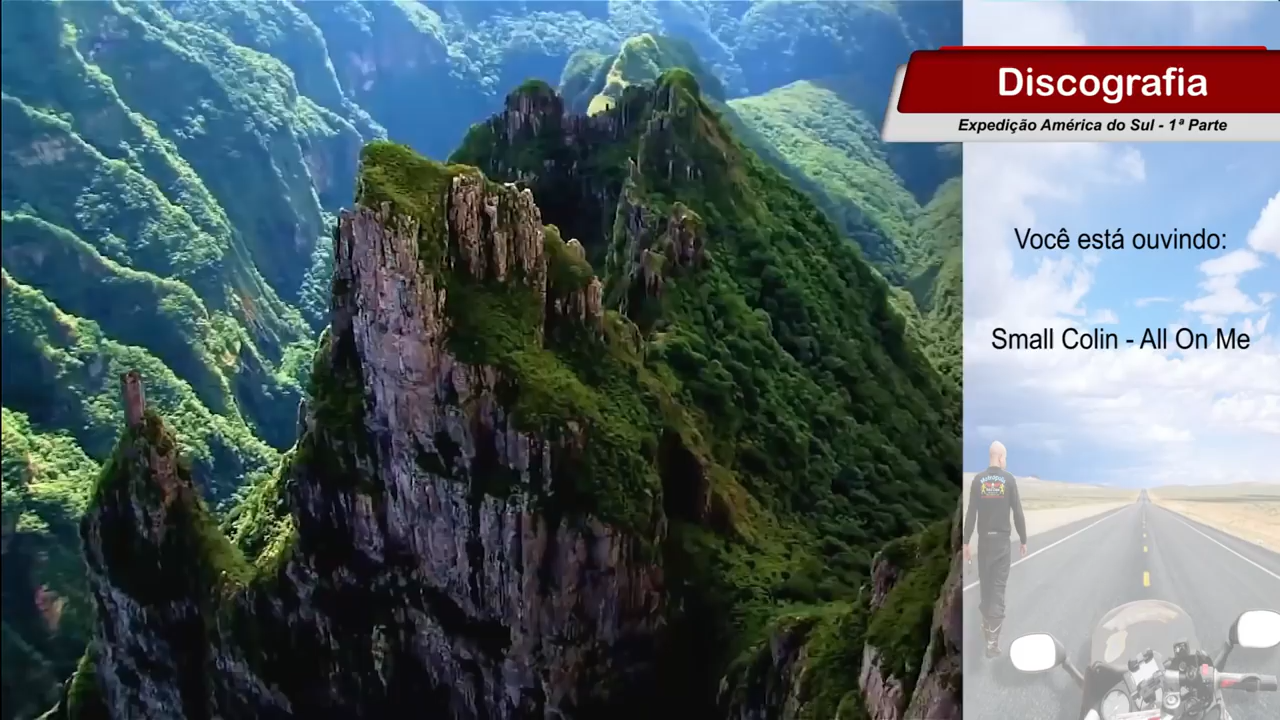 Discografia
Expedição América do Sul - 1ª Parte
Você está ouvindo:
Small Colin - All On Me